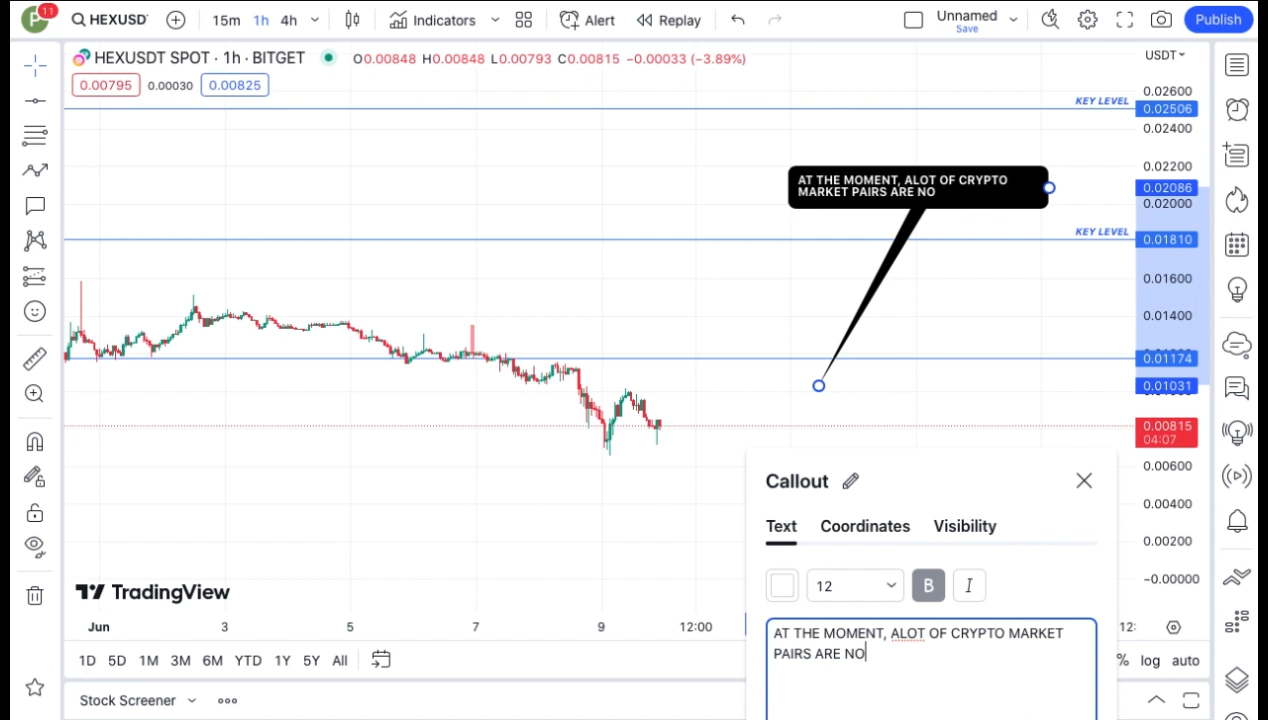 P
11
HEXUSDT
15m
1h
4h
Indicators
Alert
Replay
Unnamed
Save
Publish
HEXUSDT SPOT · 1h · BITGET
O0.00848 H0.00848 L0.00793 C0.00815 −0.00033 (−3.89%)
0.00795
0.00030
0.00825
USDT
0.02600
KEY LEVEL
0.02506
0.02400
0.02200
AT THE MOMENT, ALOT OF CRYPTO
MARKET PAIRS ARE NO
0.02086
0.02000
KEY LEVEL
0.01810
0.01600
0.01400
0.01174
0.01031
0.00815
04:07
0.00600
0.00400
0.00200
−0.00000
Callout
Text
Coordinates
Visibility
12
B
I
AT THE MOMENT, ALOT OF CRYPTO MARKET
PAIRS ARE NO
TradingView
Jun
3
5
7
9
12:00
12:
1D
5D
1M
3M
6M
YTD
1Y
5Y
All
%
log
auto
Stock Screener